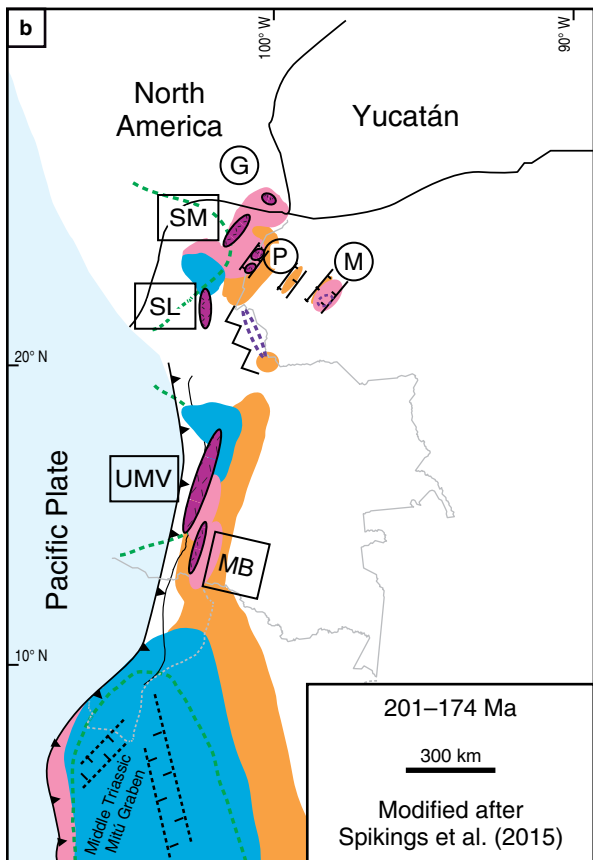 b
100° W
90° W
North
America
Yucatán
G
SM
P
M
SL
20° N
UMV
MB
Pacific Plate
10° N
Middle Triassic
Mitú Graben
201–174 Ma
300 km
Modified after
Spikings et al. (2015)